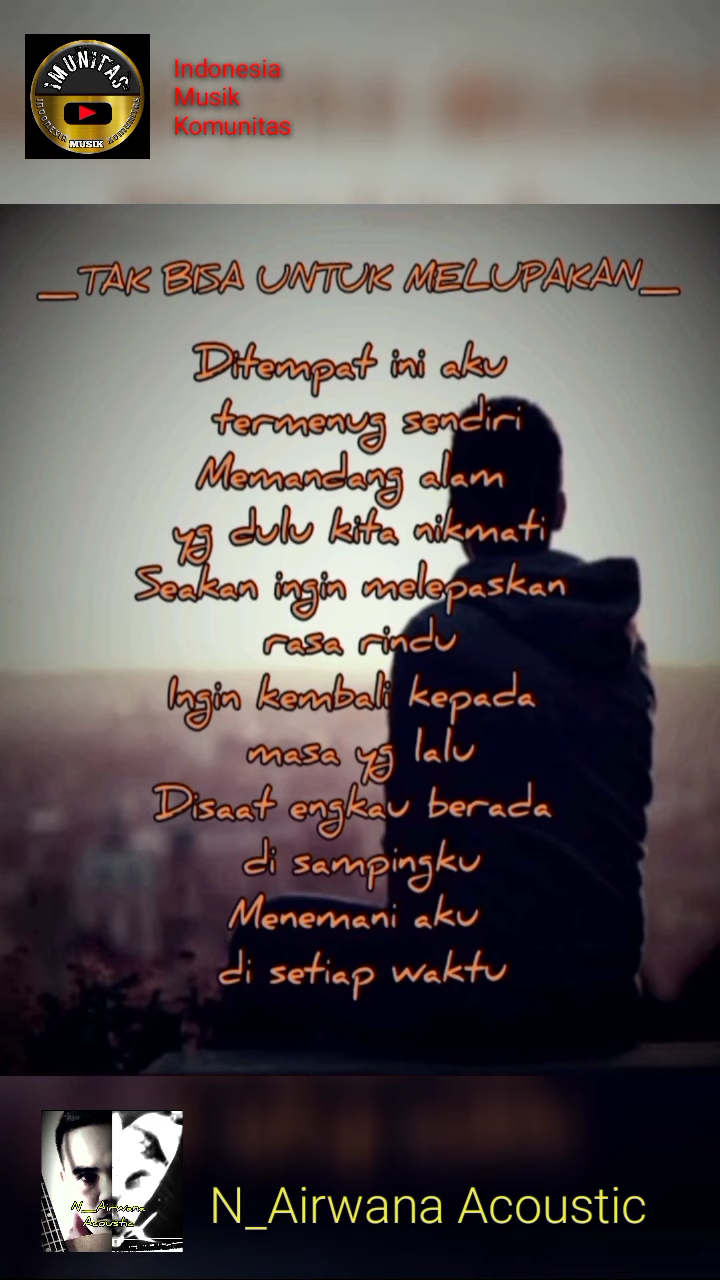 IMUNITAS
INDONESIA MUSIK KOMUNITAS
Indonesia
Musik
Komunitas
_TAK BISA UNTUK MELUPAKAN_
Ditempat ini aku
termenug sendiri
Memandang alam
yg dulu kita nikmati
Seakan ingin melepaskan
rasa rindu
Ingin kembali kepada
masa yg lalu
Disaat engkau berada
di sampingku
Menemani aku
di setiap waktu
N_Airwana
Acoustic
N_Airwana Acoustic